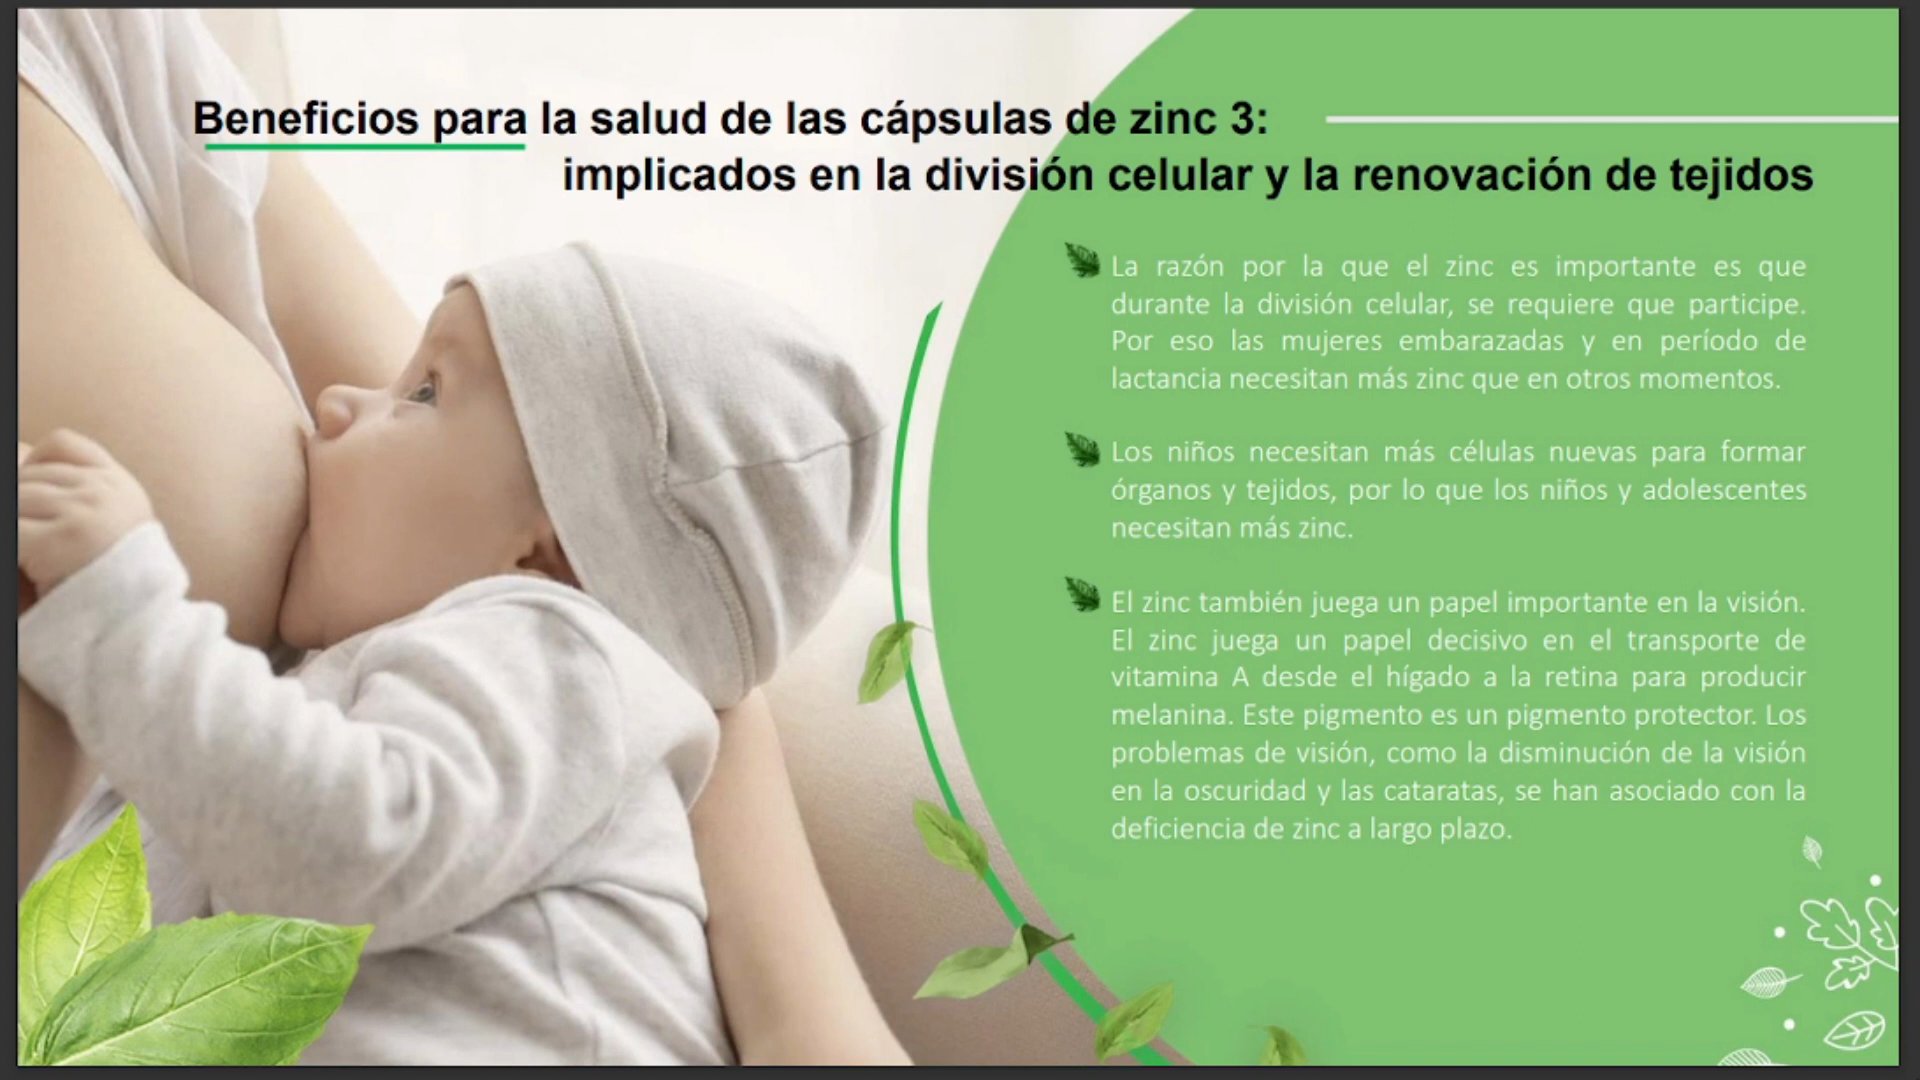 Beneficios para la salud de las cápsulas de zinc 3:
implicados en la división celular y la renovación de tejidos
La razón por la que el zinc es importante es que
durante la división celular, se requiere que participe.
Por eso las mujeres embarazadas y en período de
lactancia necesitan más zinc que en otros momentos.
Los niños necesitan más células nuevas para formar
órganos y tejidos, por lo que los niños y adolescentes
necesitan más zinc.
El zinc también juega un papel importante en la visión.
El zinc juega un papel decisivo en el transporte de
vitamina A desde el hígado a la retina para producir
melanina. Este pigmento es un pigmento protector. Los
problemas de visión, como la disminución de la visión
en la oscuridad y las cataratas, se han asociado con la
deficiencia de zinc a largo plazo.